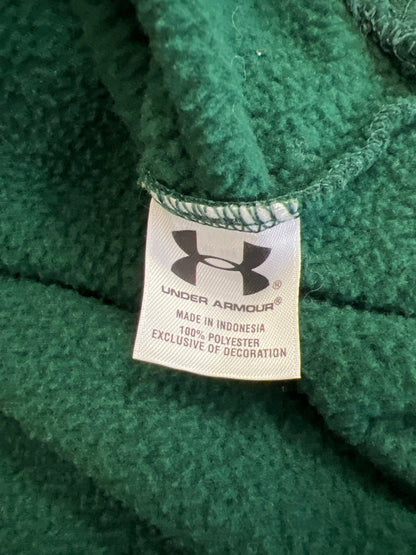 UNDER ARMOUR®
MADE IN INDONESIA
100% POLYESTER
EXCLUSIVE OF DECORATION